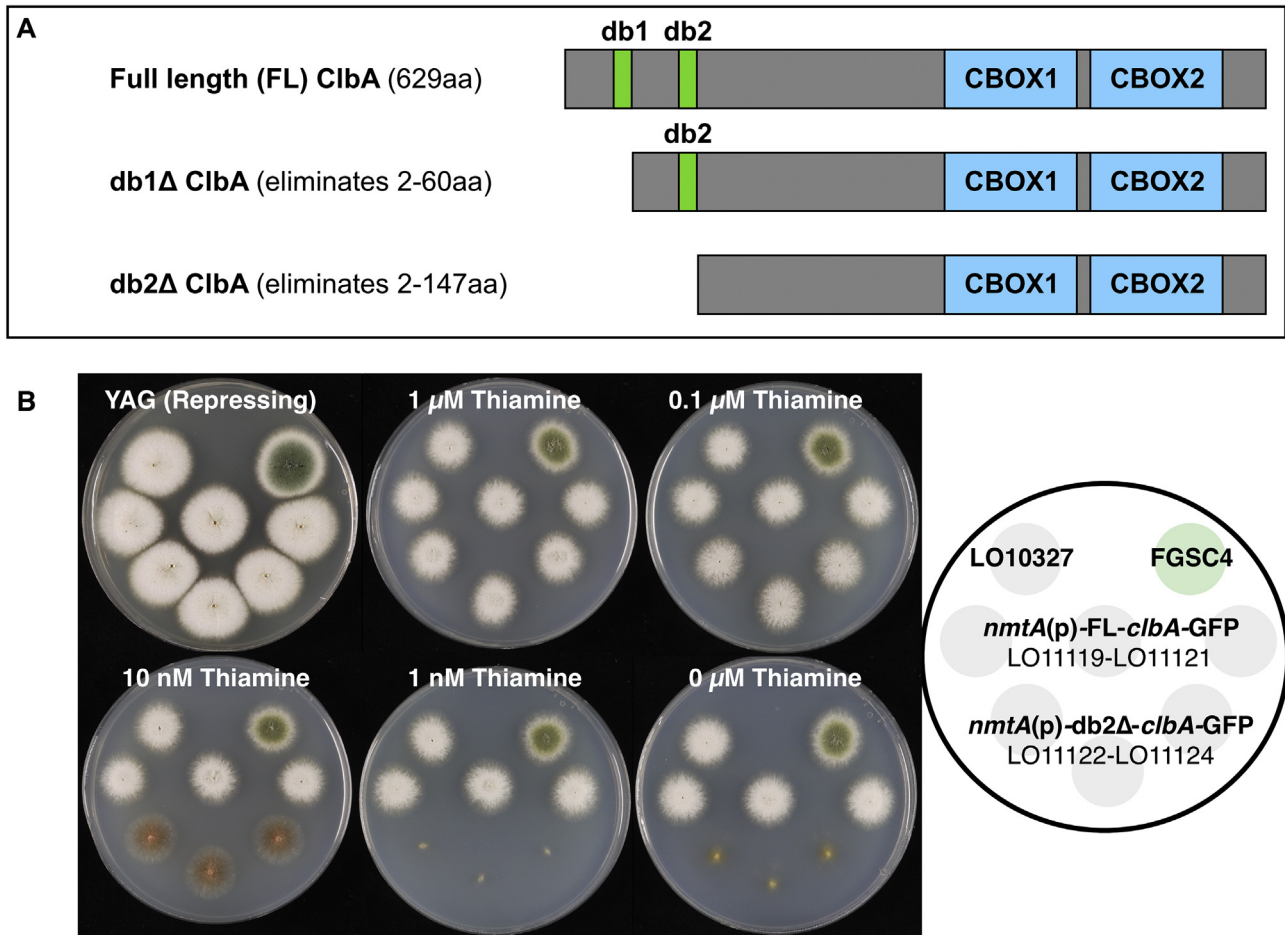 A
db1 db2
Full length (FL) ClbA (629aa)
CBOX1 CBOX2
db2
db1Δ ClbA (eliminates 2-60aa)
CBOX1 CBOX2
db2Δ ClbA (eliminates 2-147aa)
CBOX1 CBOX2
B
YAG (Repressing)
1 µM Thiamine
0.1 µM Thiamine
10 nM Thiamine
1 nM Thiamine
0 µM Thiamine
LO10327
FGSC4
nmtA(p)-FL-clbA-GFP
LO11119-LO11121
nmtA(p)-db2Δ-clbA-GFP
LO11122-LO11124